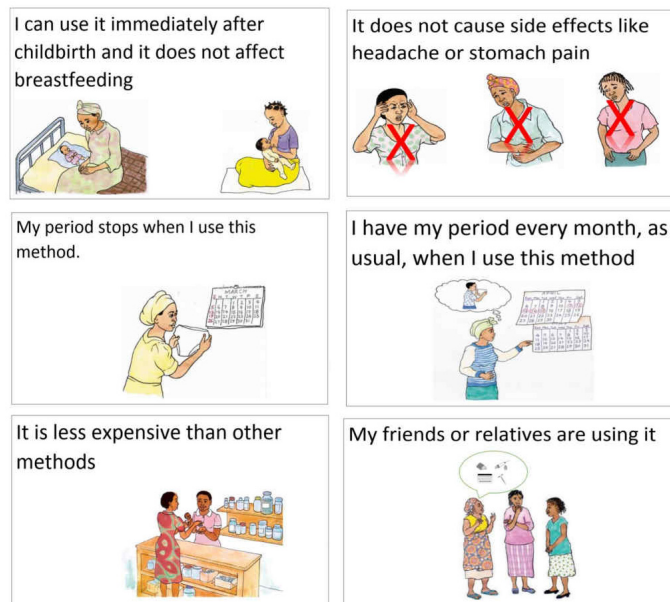 I can use it immediately after
childbirth and it does not affect
breastfeeding
It does not cause side effects like
headache or stomach pain
My period stops when I use this
method.
MARCH
I have my period every month, as
usual, when I use this method
It is less expensive than other
methods
My friends or relatives are using it